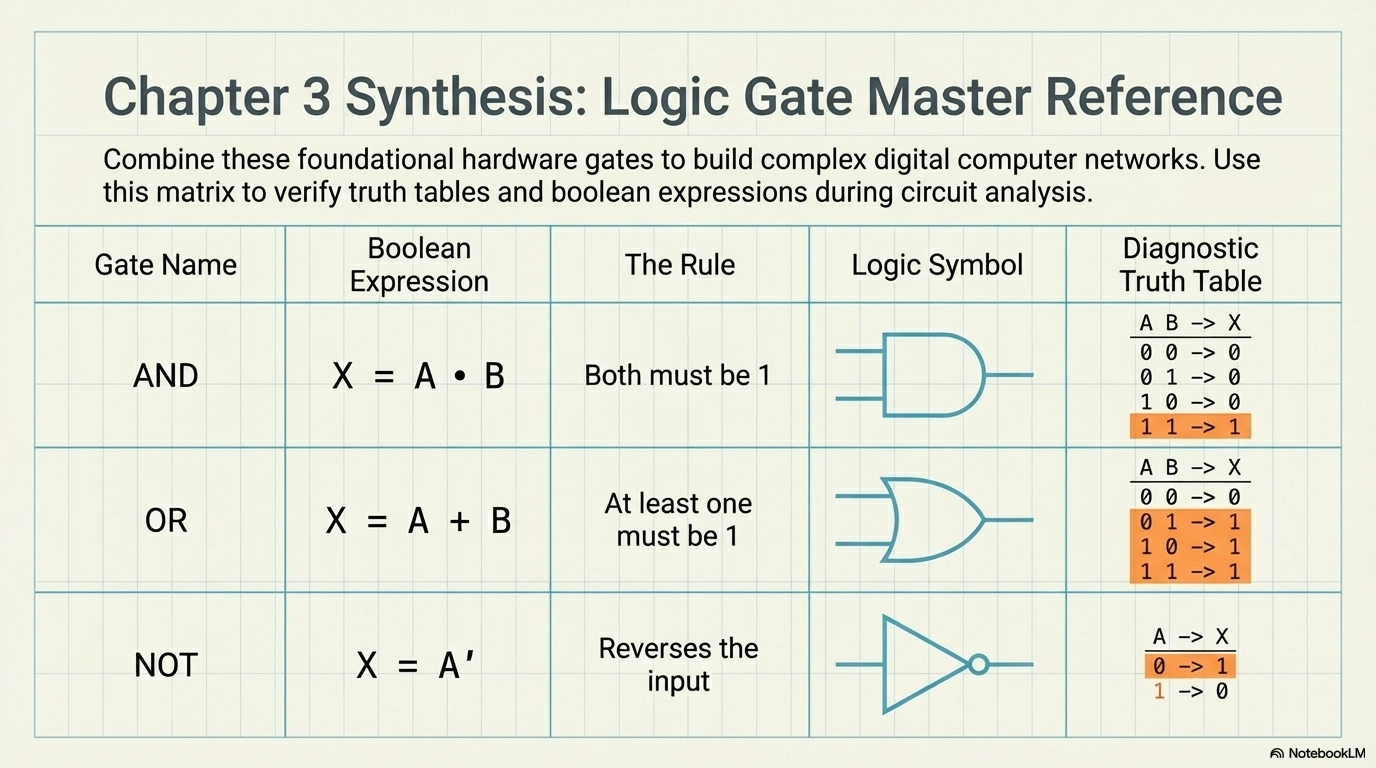 Chapter 3 Synthesis: Logic Gate Master Reference
Combine these foundational hardware gates to build complex digital computer networks. Use
this matrix to verify truth tables and boolean expressions during circuit analysis.
Gate Name
Boolean
Expression
The Rule
Logic Symbol
Diagnostic
Truth Table
AND
X = A • B
Both must be 1
A B –> X
0 0 –> 0
0 1 –> 0
1 0 –> 0
1 1 –> 1
OR
X = A + B
At least one
must be 1
A B –> X
0 0 –> 0
0 1 –> 1
1 0 –> 1
1 1 –> 1
NOT
X = A′
Reverses the
input
A –> X
0 –> 1
1 –> 0
NotebookLM